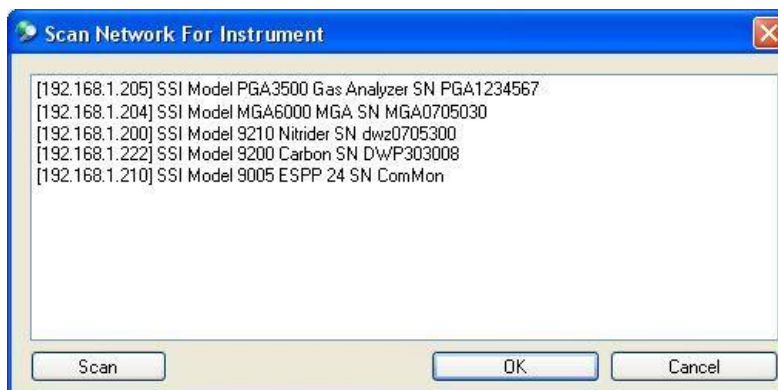 Scan Network For Instrument
[192.168.1.205] SSI Model PGA3500 Gas Analyzer SN PGA1234567
[192.168.1.204] SSI Model MGA6000 MGA SN MGA0705030
[192.168.1.200] SSI Model 9210 Nitrider SN dwz0705300
[192.168.1.222] SSI Model 9200 Carbon SN DWP303008
[192.168.1.210] SSI Model 9005 ESPP 24 SN ComMon
Scan OK Cancel